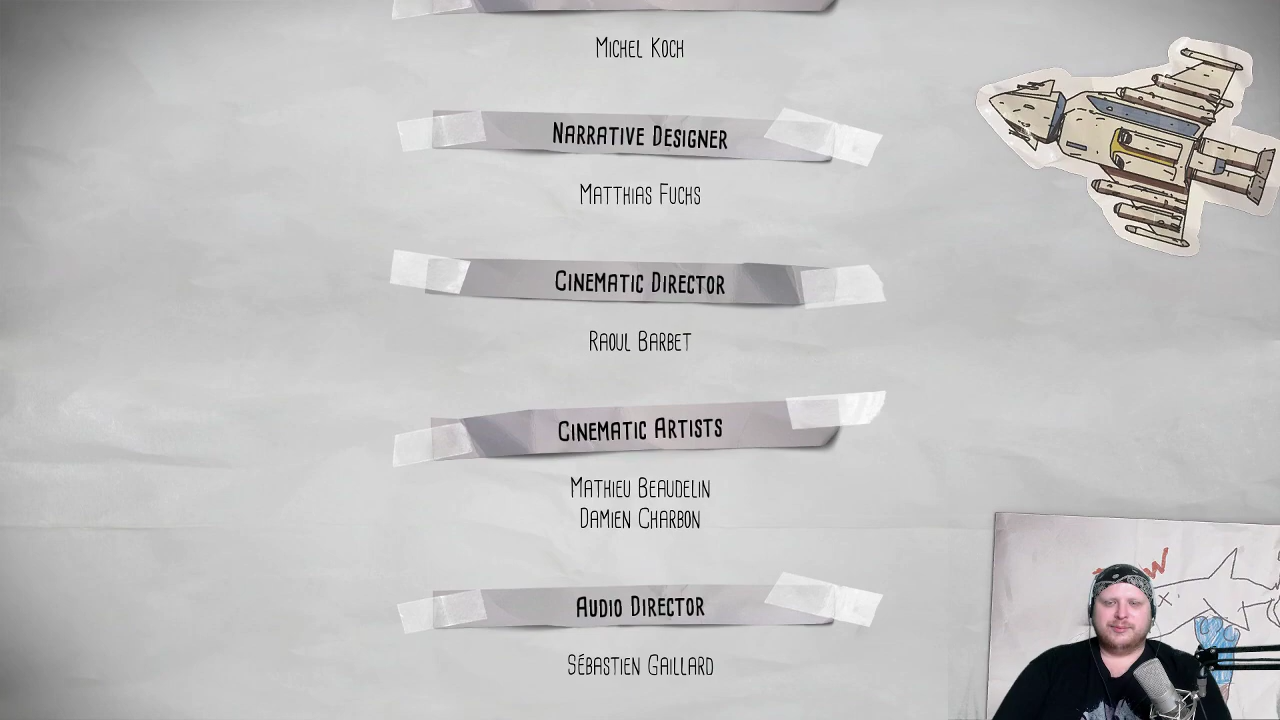 Michel Koch
Narrative Designer
Matthias Fuchs
Cinematic Director
Raoul Barbet
Cinematic Artists
Mathieu Beaudelin
Damien Charbon
Audio Director
Sébastien Gaillard